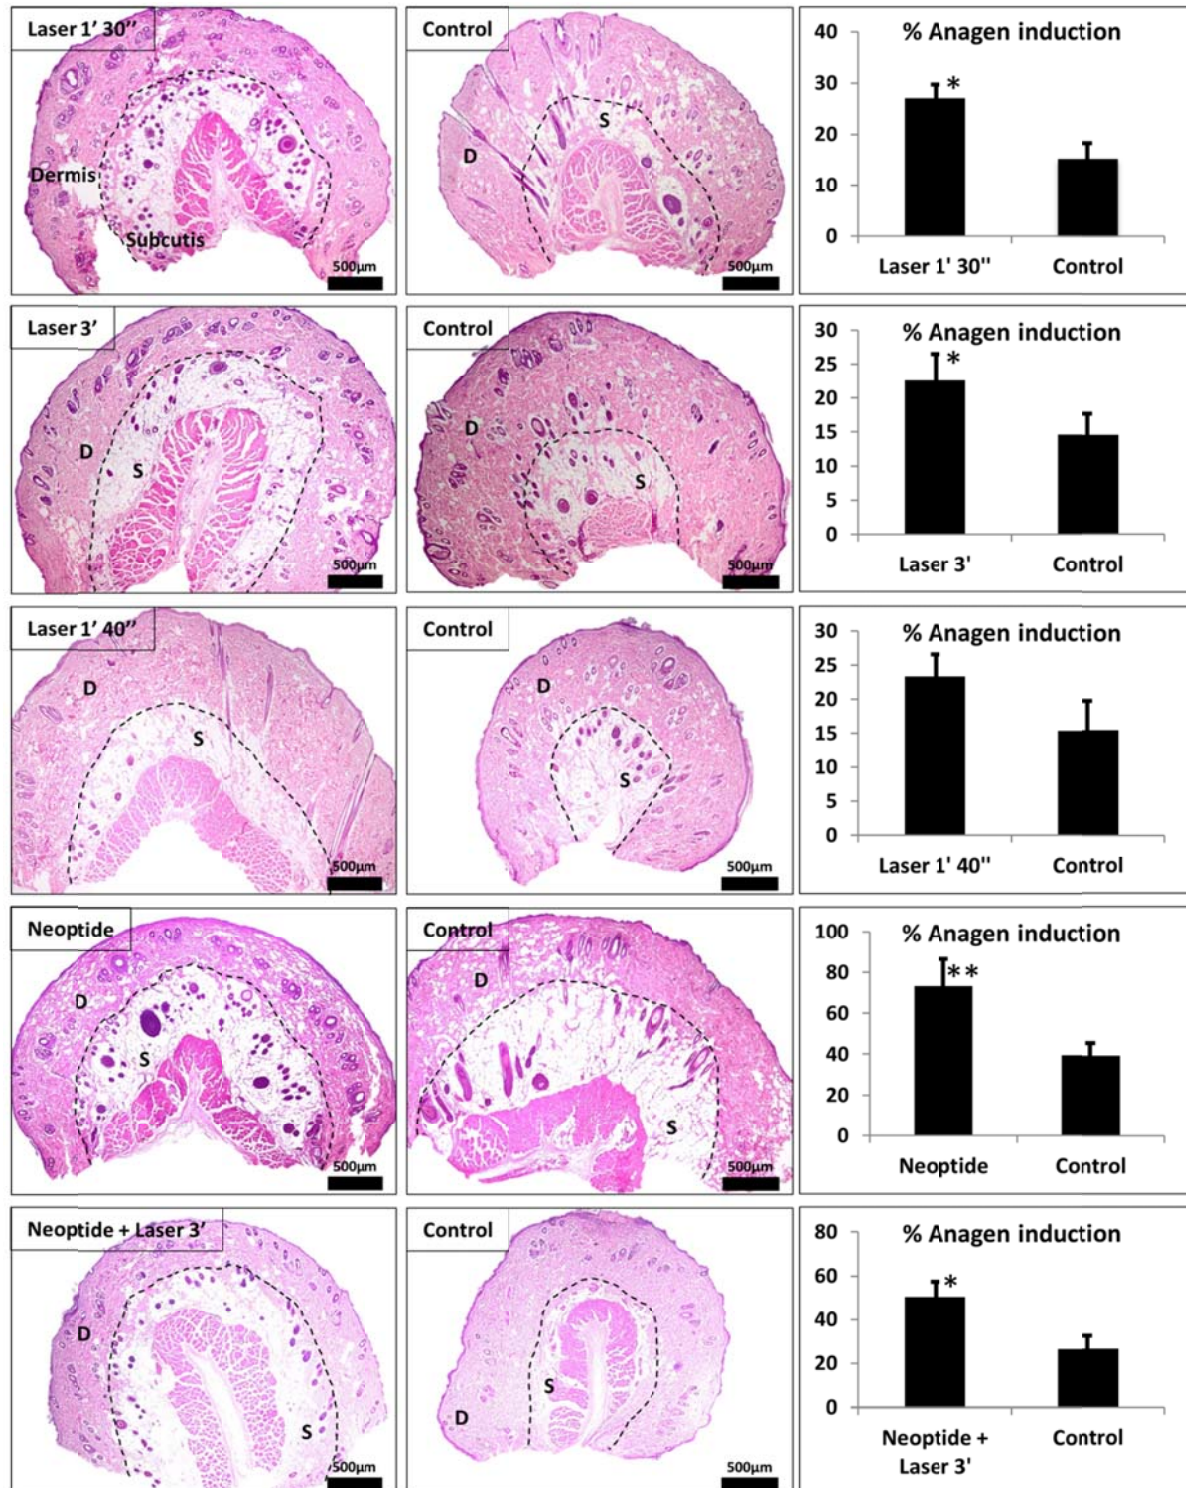 Laser 1' 30''
Dermis
Subcutis
500µm
Control
D
S
500µm
% Anagen induction
40
30
20
10
0
*
Laser 1' 30"
Control
Laser 3'
D
S
500µm
Control
D
S
500µm
% Anagen induction
30
25
20
15
10
5
0
*
Laser 3'
Control
Laser 1' 40''
D
S
500µm
Control
D
S
500µm
% Anagen induction
30
25
20
15
10
5
0
Laser 1' 40"
Control
Neoptide
D
S
500µm
Control
D
S
500µm
% Anagen induction
100
80
60
40
20
0
**
Neoptide
Control
Neoptide + Laser 3'
D
S
500µm
Control
D
S
500µm
% Anagen induction
80
60
40
20
0
*
Neoptide +
Laser 3'
Control